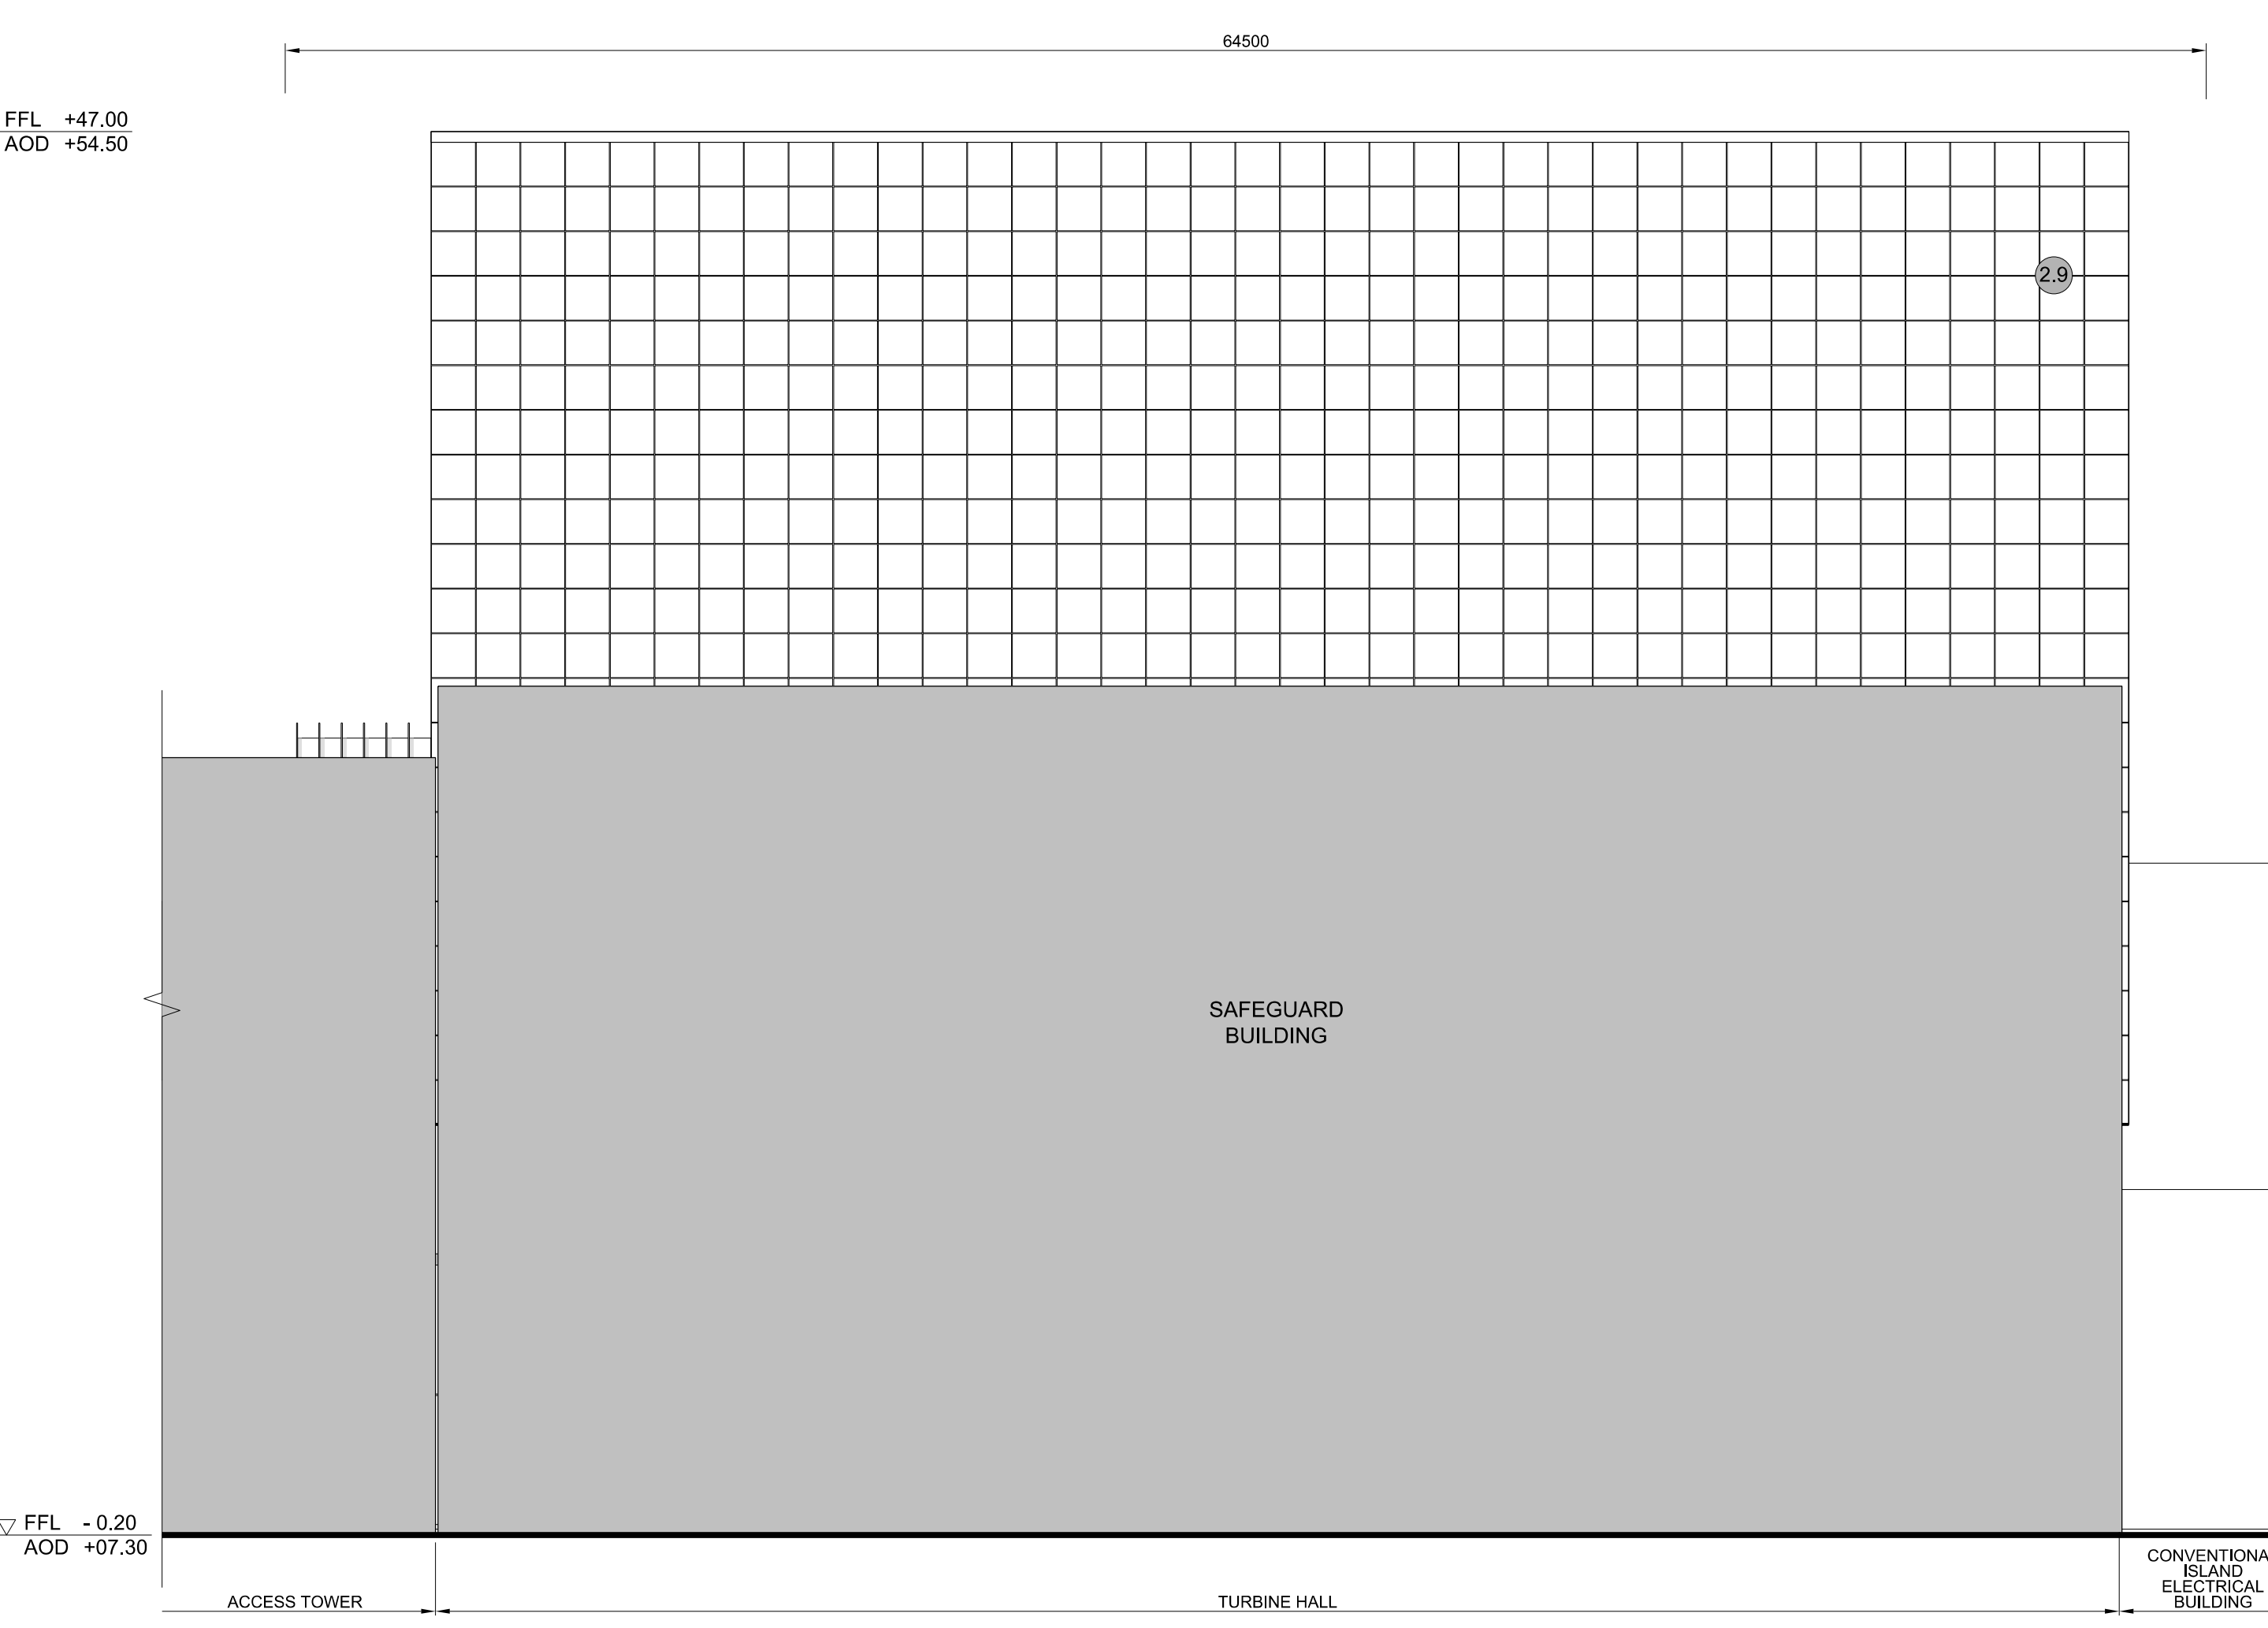 64500
FFL +47.00
AOD +54.50
2.9
SAFEGUARD
BUILDING
FFL - 0.20
AOD +07.30
ACCESS TOWER
TURBINE HALL
CONVENTIONA
ISLAND
ELECTRICAL
BUILDING